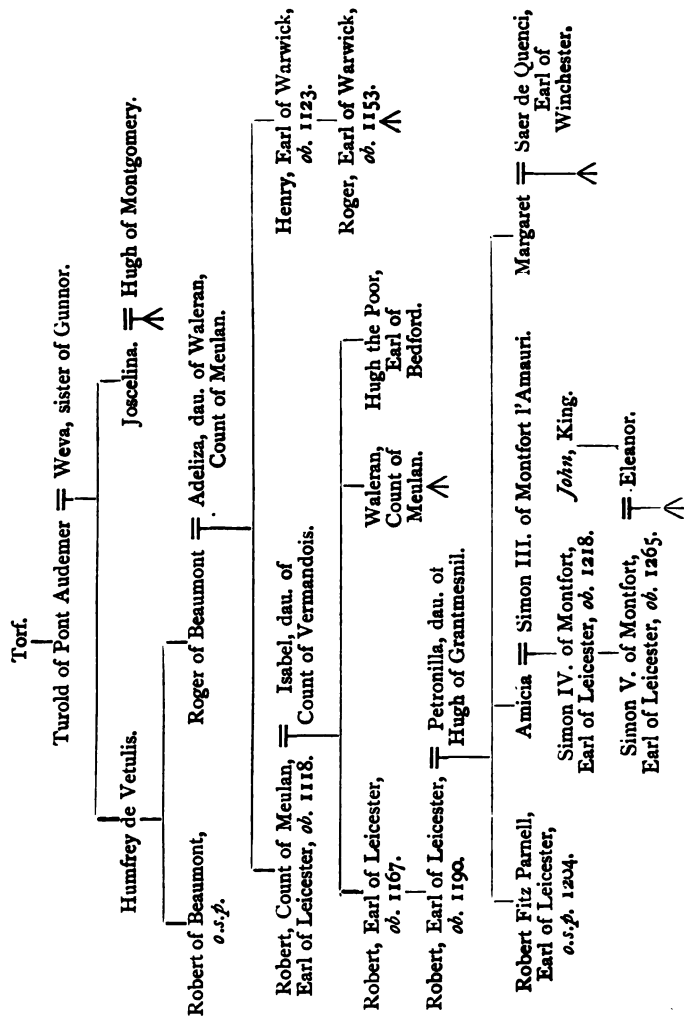 Torf.
Turold of Pont Audemer = Weva, sister of Gunnor.
Humfrey de Vetulis.
Joscelina. = Hugh of Montgomery.
Robert of Beaumont,
o.s.p.
Roger of Beaumont = Adeliza, dau. of Waleran,
Count of Meulan.
Robert, Count of Meulan,
Earl of Leicester, ob. 1118.
= Isabel, dau. of
Count of Vermandois.
Henry, Earl of Warwick,
ob. 1123.
Roger, Earl of Warwick,
ob. 1153.
Robert, Earl of Leicester,
ob. 1167.
Waleran,
Count of
Meulan.
Hugh the Poor,
Earl of
Bedford.
Robert, Earl of Leicester,
ob. 1190.
= Petronilla, dau. of
Hugh of Grantmesnil.
Robert Fitz Parnell,
Earl of Leicester,
o.s.p. 1204.
Amicia = Simon III. of Montfort l'Amauri.
Margaret = Saer de Quenci,
Earl of
Winchester.
Simon IV. of Montfort,
Earl of Leicester, ob. 1218.
John, King.
Simon V. of Montfort,
Earl of Leicester, ob. 1265.
= Eleanor.